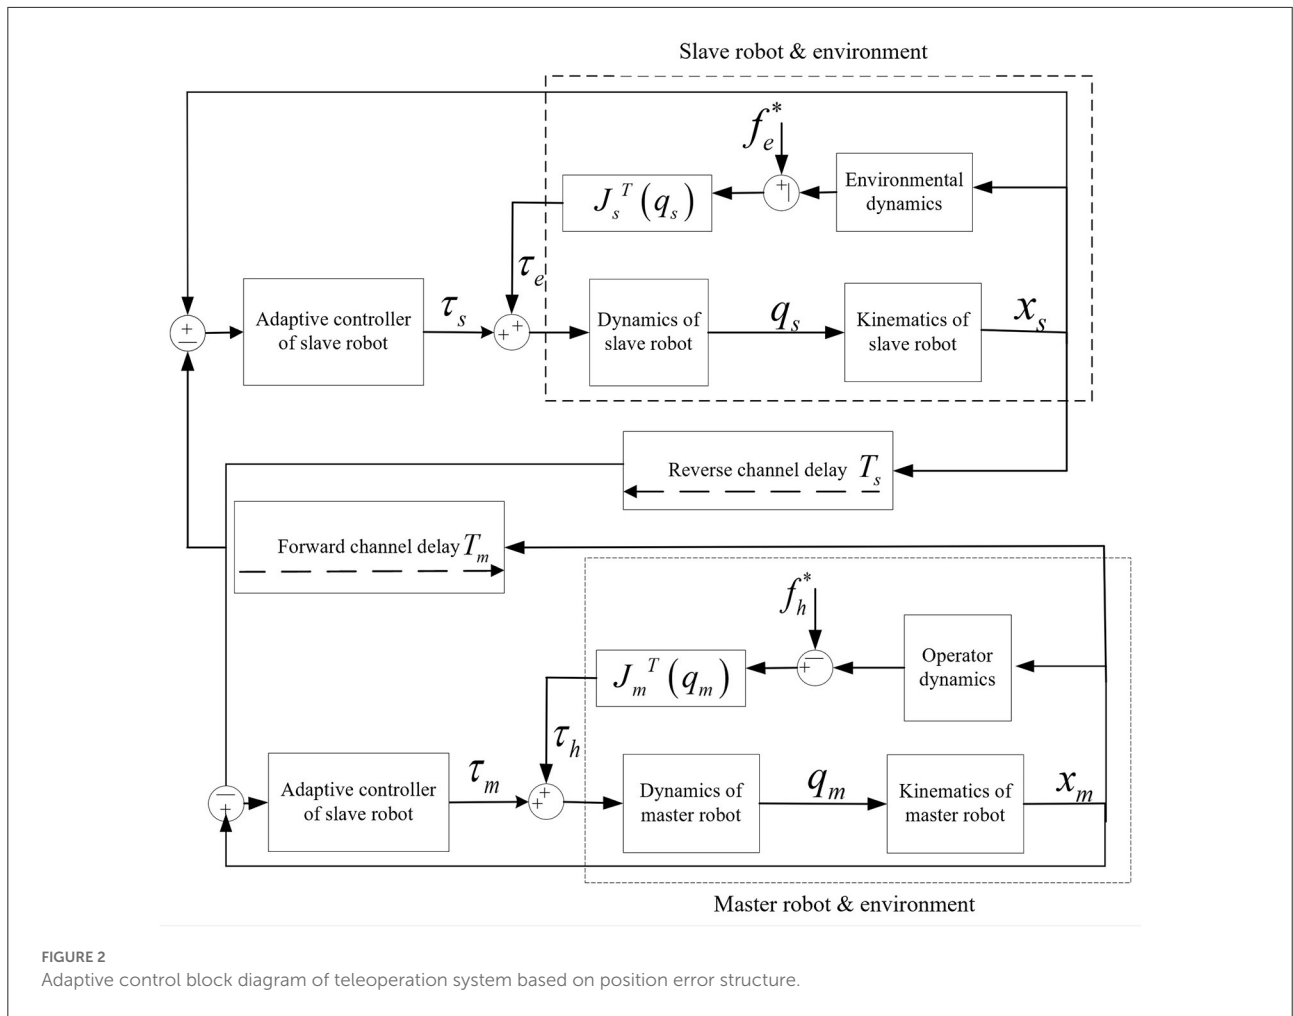 Slave robot & environment
f_e^*
J_s^T(q_s)
+
|
Environmental
dynamics
τ_e
+
—
Adaptive controller
of slave robot
τ_s
+ +
Dynamics of
slave robot
q_s
Kinematics of
slave robot
x_s
Reverse channel delay T_s
Forward channel delay T_m
f_h^*
J_m^T(q_m)
—
+
Operator
dynamics
τ_h
—
+
Adaptive controller
of slave robot
τ_m
+ +
Dynamics of
master robot
q_m
Kinematics of
master robot
x_m
Master robot & environment
FIGURE 2
Adaptive control block diagram of teleoperation system based on position error structure.